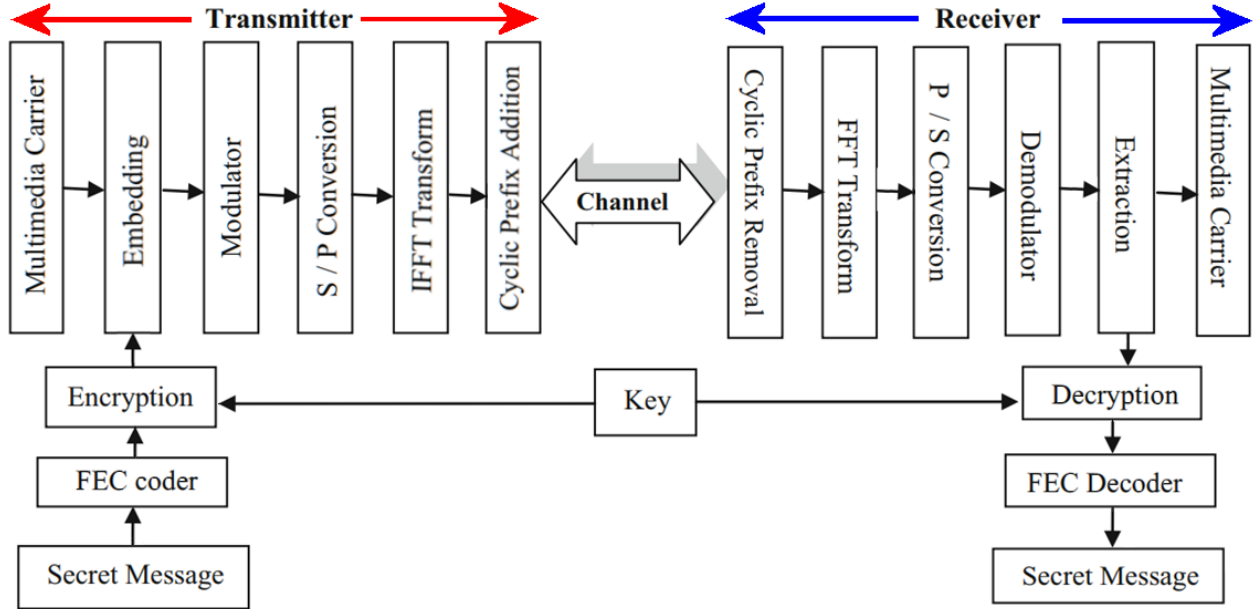 Transmitter
Receiver
Multimedia Carrier
Embedding
Modulator
S / P Conversion
IFFT Transform
Cyclic Prefix Addition
Channel
Cyclic Prefix Removal
FFT Transform
P / S Conversion
Demodulator
Extraction
Multimedia Carrier
Encryption
Key
Decryption
FEC coder
FEC Decoder
Secret Message
Secret Message